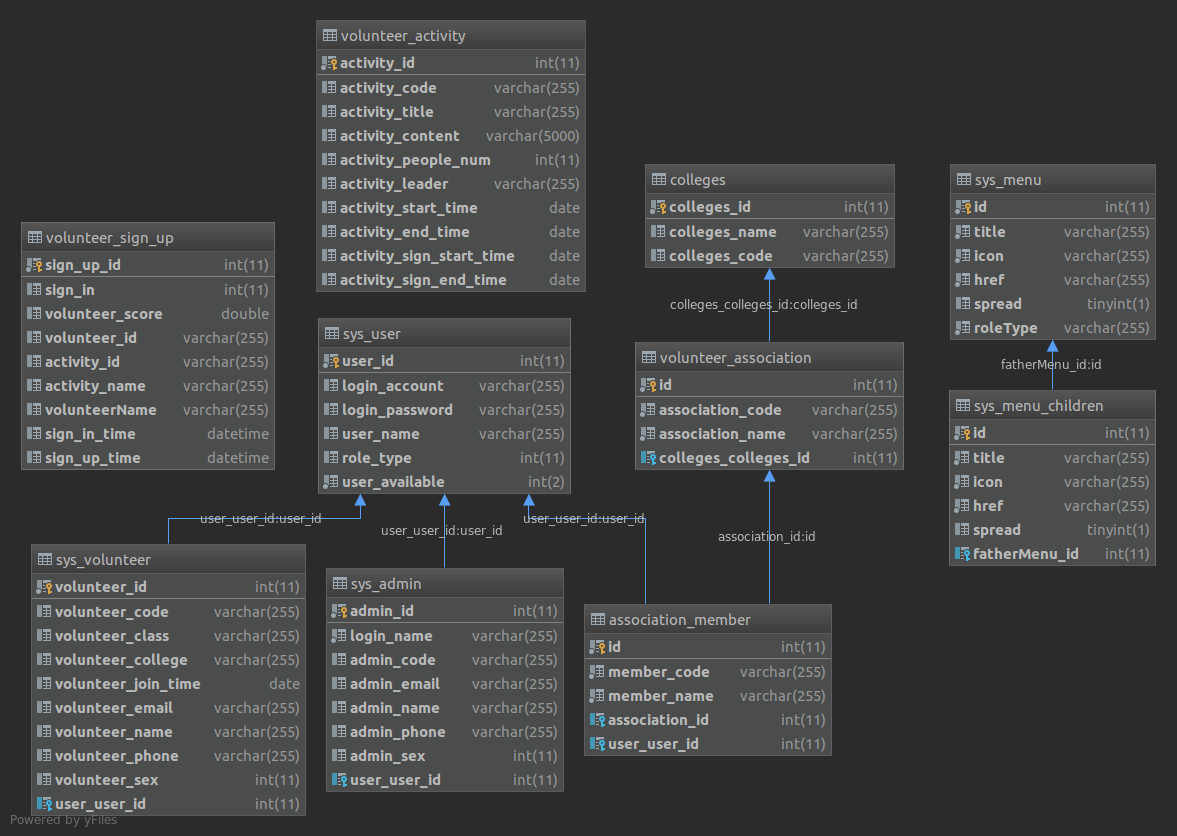 volunteer_activity
activity_id int(11)
activity_code varchar(255)
activity_title varchar(255)
activity_content varchar(5000)
activity_people_num int(11)
activity_leader varchar(255)
activity_start_time date
activity_end_time date
activity_sign_start_time date
activity_sign_end_time date
colleges
colleges_id int(11)
colleges_name varchar(255)
colleges_code varchar(255)
sys_menu
id int(11)
title varchar(255)
icon varchar(255)
href varchar(255)
spread tinyint(1)
roleType varchar(255)
volunteer_sign_up
sign_up_id int(11)
sign_in int(11)
volunteer_score double
volunteer_id varchar(255)
activity_id varchar(255)
activity_name varchar(255)
volunteerName varchar(255)
sign_in_time datetime
sign_up_time datetime
sys_user
user_id int(11)
login_account varchar(255)
login_password varchar(255)
user_name varchar(255)
role_type int(11)
user_available int(2)
colleges_colleges_id:colleges_id
volunteer_association
id int(11)
association_code varchar(255)
association_name varchar(255)
colleges_colleges_id int(11)
fatherMenu_id:id
sys_menu_children
id int(11)
title varchar(255)
icon varchar(255)
href varchar(255)
spread tinyint(1)
fatherMenu_id int(11)
user_user_id:user_id
user_user_id:user_id
user_user_id:user_id
association_id:id
sys_volunteer
volunteer_id int(11)
volunteer_code varchar(255)
volunteer_class varchar(255)
volunteer_college varchar(255)
volunteer_join_time date
volunteer_email varchar(255)
volunteer_name varchar(255)
volunteer_phone varchar(255)
volunteer_sex int(11)
user_user_id int(11)
sys_admin
admin_id int(11)
login_name varchar(255)
admin_code varchar(255)
admin_email varchar(255)
admin_name varchar(255)
admin_phone varchar(255)
admin_sex int(11)
user_user_id int(11)
association_member
id int(11)
member_code varchar(255)
member_name varchar(255)
association_id int(11)
user_user_id int(11)
Powered by yFiles